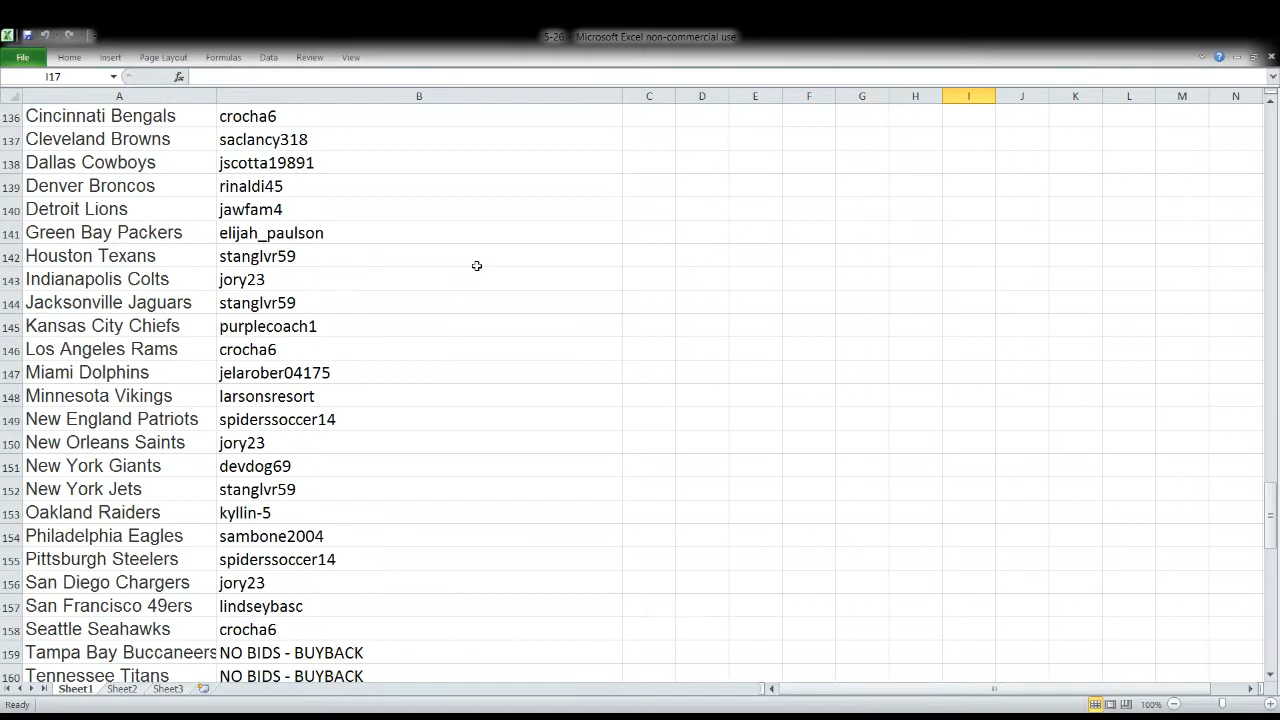 5-26 - Microsoft Excel non-commercial use
File Home Insert Page Layout Formulas Data Review View
I17 fx
A B C D E F G H I J K L M N
136 Cincinnati Bengals crocha6
137 Cleveland Browns saclancy318
138 Dallas Cowboys jscotta19891
139 Denver Broncos rinaldi45
140 Detroit Lions jawfam4
141 Green Bay Packers elijah_paulson
142 Houston Texans stanglvr59
143 Indianapolis Colts jory23
144 Jacksonville Jaguars stanglvr59
145 Kansas City Chiefs purplecoach1
146 Los Angeles Rams crocha6
147 Miami Dolphins jelarober04175
148 Minnesota Vikings larsonsresort
149 New England Patriots spiderssoccer14
150 New Orleans Saints jory23
151 New York Giants devdog69
152 New York Jets stanglvr59
153 Oakland Raiders kyllin-5
154 Philadelphia Eagles sambone2004
155 Pittsburgh Steelers spiderssoccer14
156 San Diego Chargers jory23
157 San Francisco 49ers lindseybasc
158 Seattle Seahawks crocha6
159 Tampa Bay Buccaneers NO BIDS - BUYBACK
160 Tennessee Titans NO BIDS - BUYBACK
Sheet1 Sheet2 Sheet3
Ready 100%